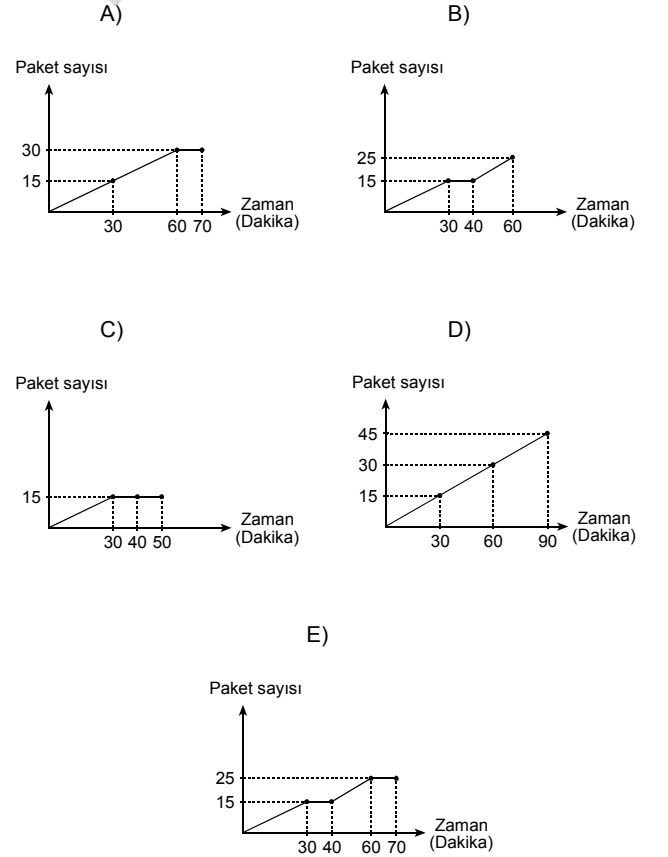 A)
Paket sayısı
30
15
30 60 70
Zaman
(Dakika)
B)
Paket sayısı
25
15
30 40 60
Zaman
(Dakika)
C)
Paket sayısı
15
30 40 50
Zaman
(Dakika)
D)
Paket sayısı
45
30
15
30 60 90
Zaman
(Dakika)
E)
Paket sayısı
25
15
30 40 60 70
Zaman
(Dakika)